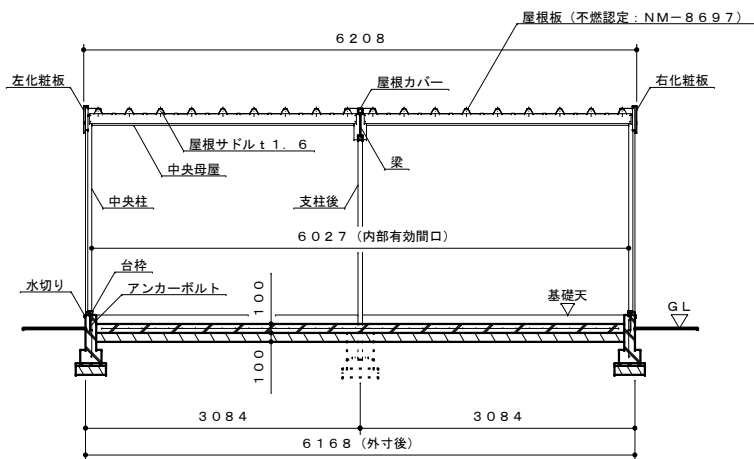 屋根板（不燃認定：NM−8697）
6208
左化粧板
屋根カバー
右化粧板
屋根サドルt1．6
梁
中央母屋
中央柱
支柱後
6027（内部有効間口）
台枠
水切り
アンカーボルト
100
基礎天
GL
100
3084
3084
6168（外寸後）